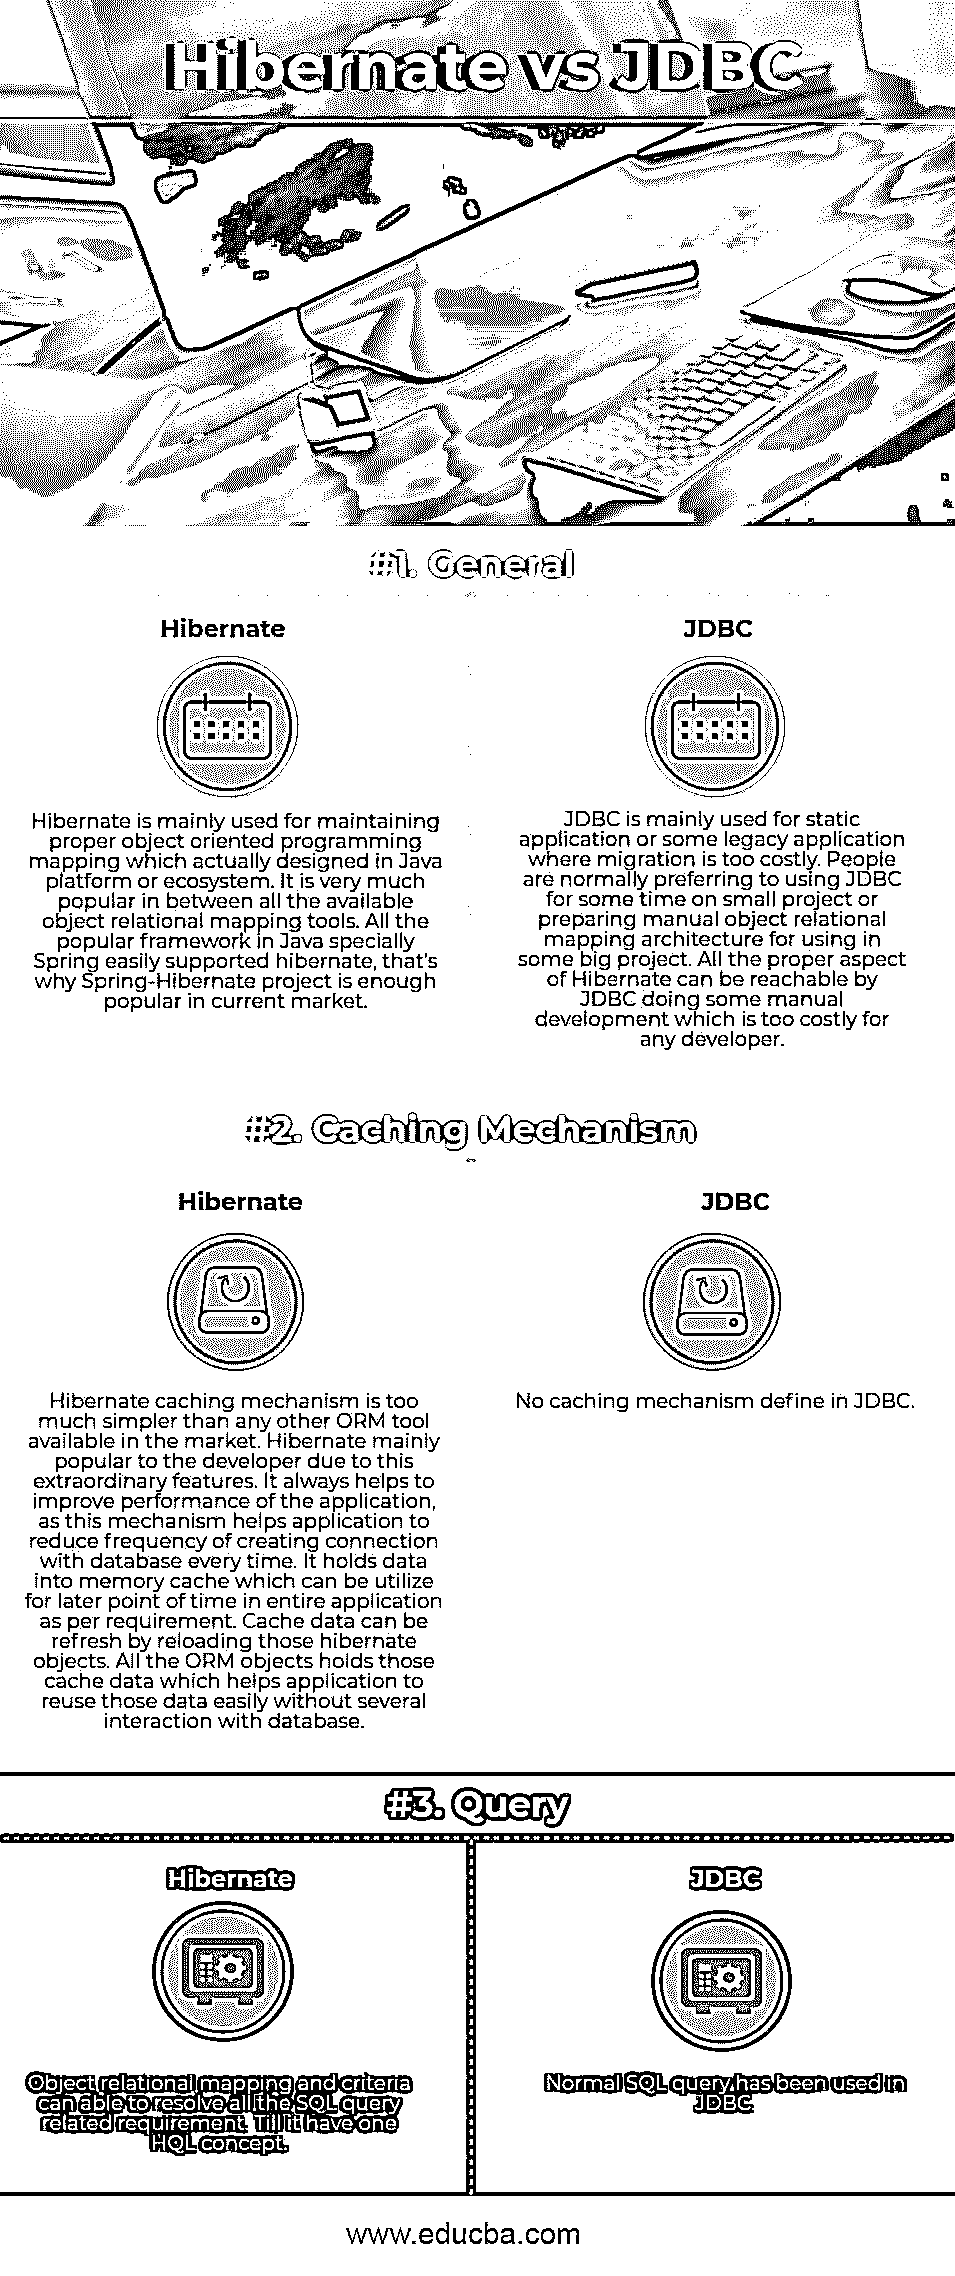 Hibernate vs JDBC
#1. General
Hibernate
Hibernate is mainly used for maintaining
proper object oriented programming
mapping which actually designed in Java
platform or ecosystem. It is very much
popular in between all the available
object relational mapping tools. All the
popular framework in Java specially
Spring easily supported hibernate, that's
why Spring-Hibernate project is enough
popular in current market.
JDBC
JDBC is mainly used for static
application or some legacy application
where migration is too costly. People
are normally preferring to using JDBC
for some time on small project or
preparing manual object relational
mapping architecture for using in
some big project. All the proper aspect
of Hibernate can be reachable by
JDBC doing some manual
development which is too costly for
any developer.
#2. Caching Mechanism
Hibernate
Hibernate caching mechanism is too
much simpler than any other ORM tool
available in the market. Hibernate mainly
popular to the developer due to this
extraordinary features. It always helps to
improve performance of the application,
as this mechanism helps application to
reduce frequency of creating connection
with database every time. It holds data
into memory cache which can be utilize
for later point of time in entire application
as per requirement. Cache data can be
refresh by reloading those hibernate
objects. All the ORM objects holds those
cache data which helps application to
reuse those data easily without several
interaction with database.
JDBC
No caching mechanism define in JDBC.
#3. Query
Hibernate
Object relational mapping and criteria
can able to resolve all the SQL query
related requirement. Till it have one
HQL concept.
JDBC
Normal SQL query has been used in
JDBC.
www.educba.com